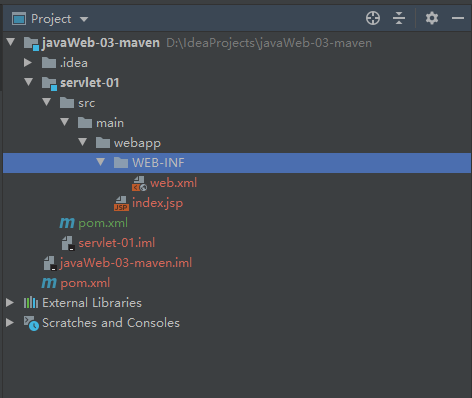 Project
javaWeb-03-maven D:\IdeaProjects\javaWeb-03-maven
.idea
servlet-01
src
main
webapp
WEB-INF
web.xml
index.jsp
pom.xml
servlet-01.iml
javaWeb-03-maven.iml
pom.xml
External Libraries
Scratches and Consoles